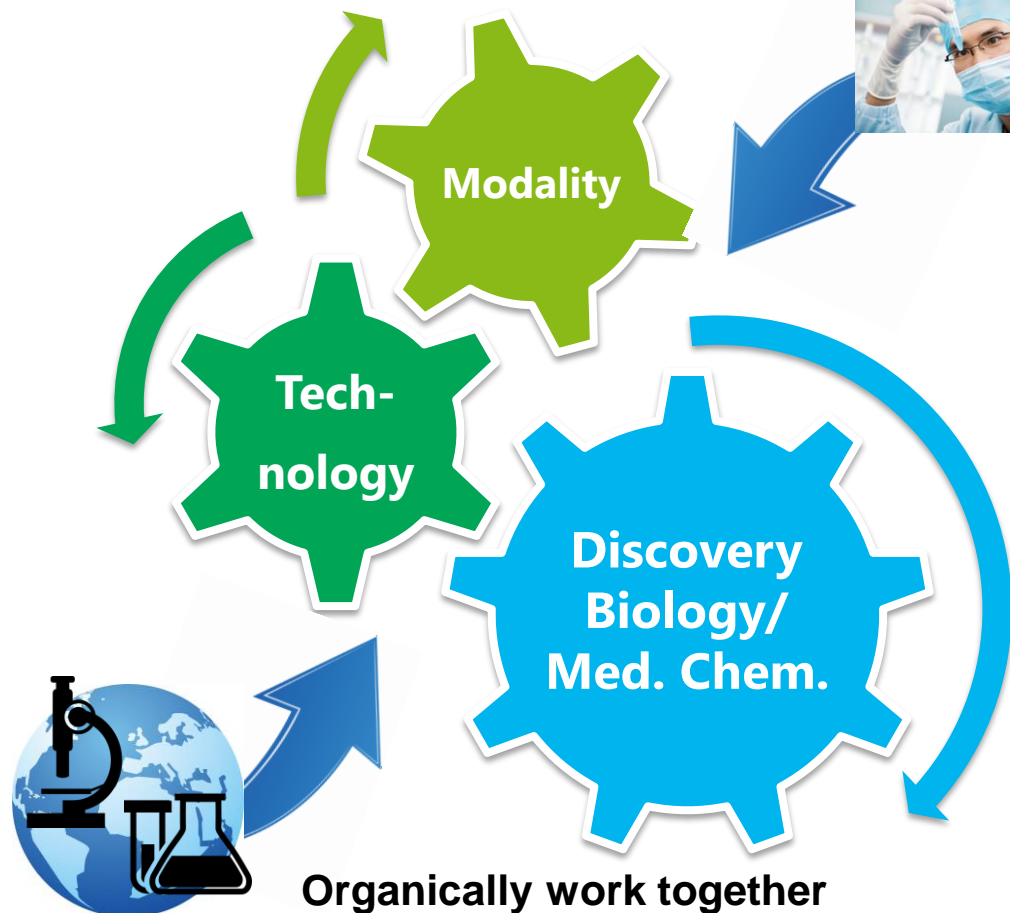 Modality
Tech-
nology
Discovery
Biology/
Med. Chem.
Organically work together